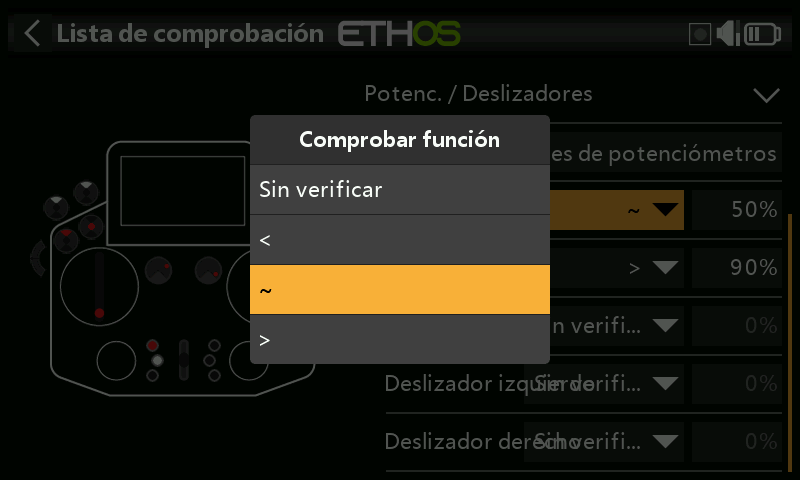 Lista de comprobación ETHOS
Potenc. / Deslizadores
Comprobar función
es de potenciómetros
Sin verificar
~ 50%
<
> 90%
~
n verifi... 0%
>
Deslizador izquierdo Sin verifi... 0%
Deslizador derecho Sin verifi... 0%